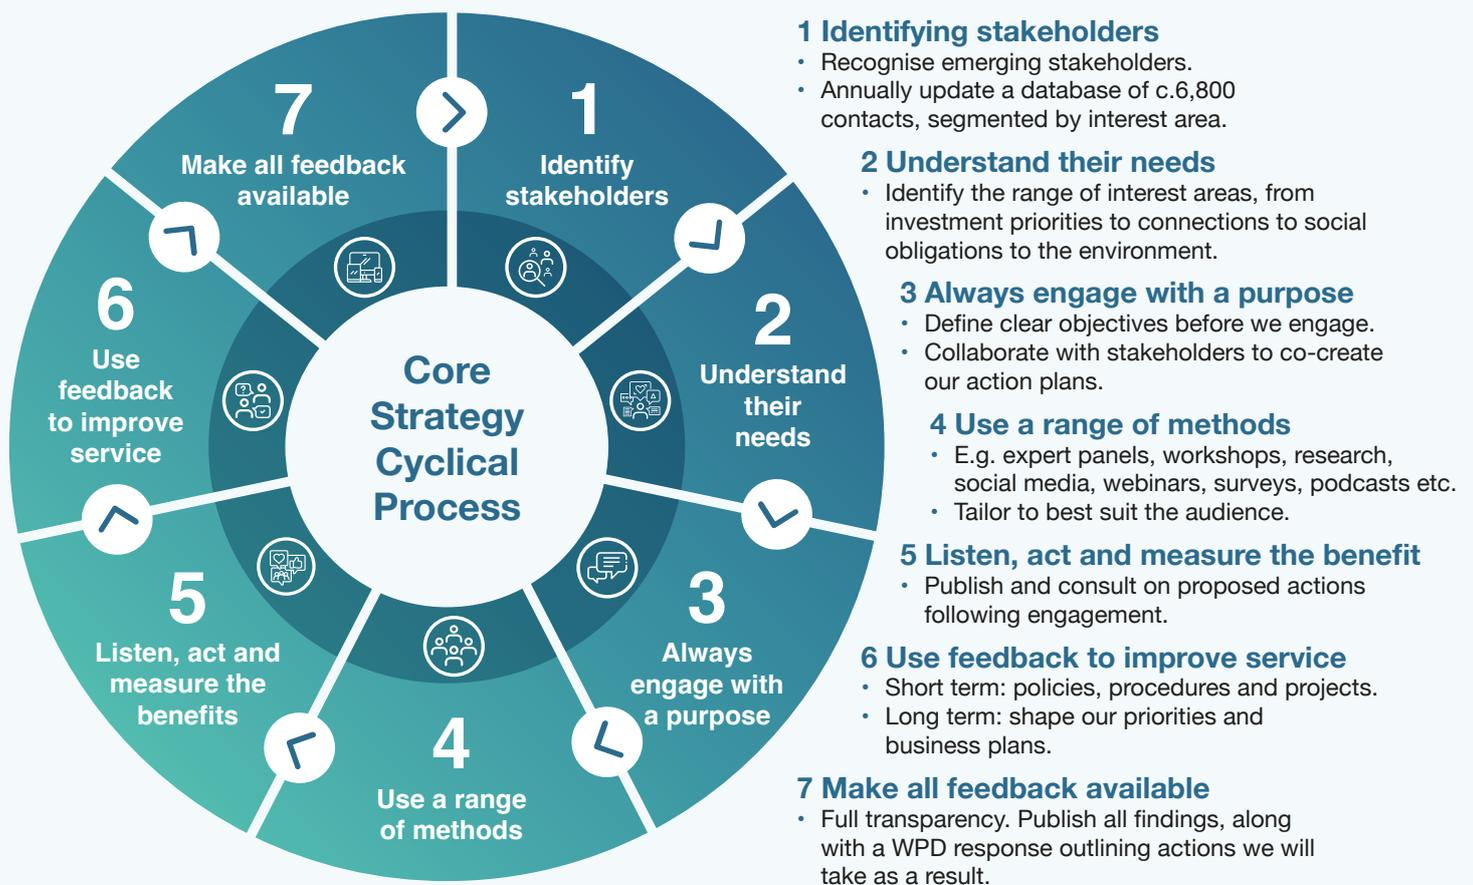 7
Make all feedback
available
1
Identify
stakeholders
2
Understand
their
needs
3
Always
engage with
a purpose
4
Use a range
of methods
5
Listen, act and
measure the
benefits
6
Use
feedback
to improve
service
Core
Strategy
Cyclical
Process
1 Identifying stakeholders
• Recognise emerging stakeholders.
• Annually update a database of c.6,800
contacts, segmented by interest area.
2 Understand their needs
• Identify the range of interest areas, from
investment priorities to connections to social
obligations to the environment.
3 Always engage with a purpose
• Define clear objectives before we engage.
• Collaborate with stakeholders to co-create
our action plans.
4 Use a range of methods
• E.g. expert panels, workshops, research,
social media, webinars, surveys, podcasts etc.
• Tailor to best suit the audience.
5 Listen, act and measure the benefit
• Publish and consult on proposed actions
following engagement.
6 Use feedback to improve service
• Short term: policies, procedures and projects.
• Long term: shape our priorities and
business plans.
7 Make all feedback available
• Full transparency. Publish all findings, along
with a WPD response outlining actions we will
take as a result.